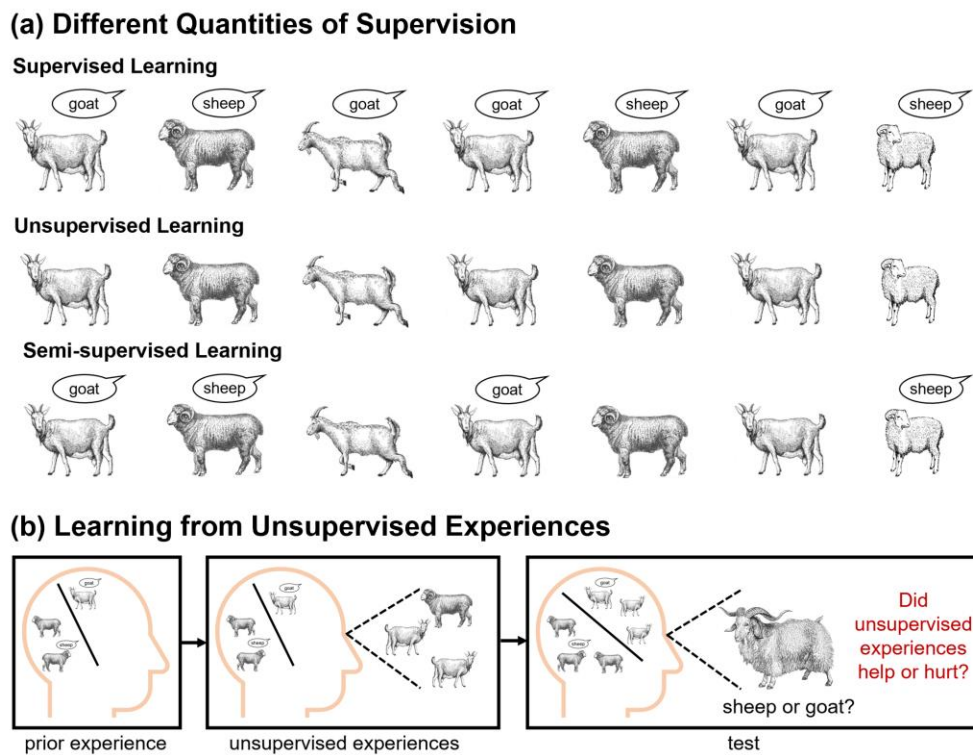 (a) Different Quantities of Supervision
Supervised Learning
goat sheep goat goat sheep goat sheep
Unsupervised Learning
Semi-supervised Learning
goat sheep goat sheep
(b) Learning from Unsupervised Experiences
goat
sheep
prior experience
goat
sheep
unsupervised experiences
goat
sheep
sheep or goat?
Did
unsupervised
experiences
help or hurt?
test